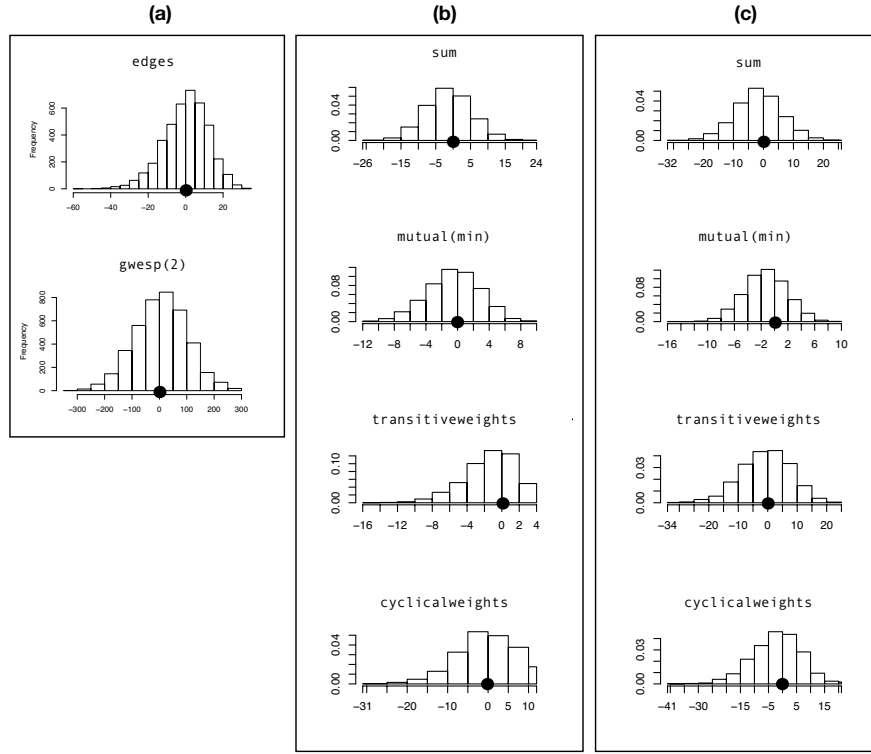 (a)
edges
Frequency
0 200 400 600
−60 −40 −20 0 20
gwesp(2)
Frequency
0 200 400 600 800
−300 −200 −100 0 100 200 300
(b)
sum
0.00 0.04
−26 −15 −5 5 15 24
mutual(min)
0.00 0.08
−12 −8 −4 0 4 8
transitiveweights
0.00 0.10
−16 −12 −8 −4 0 2 4
cyclicalweights
0.00 0.04
−31 −20 −10 0 5 10
(c)
sum
0.00 0.04
−32 −20 −10 0 10 20
mutual(min)
0.00 0.08
−16 −10 −6 −2 2 6 10
transitiveweights
0.00 0.03
−34 −20 −10 0 10 20
cyclicalweights
0.00 0.03
−41 −30 −15 −5 5 15